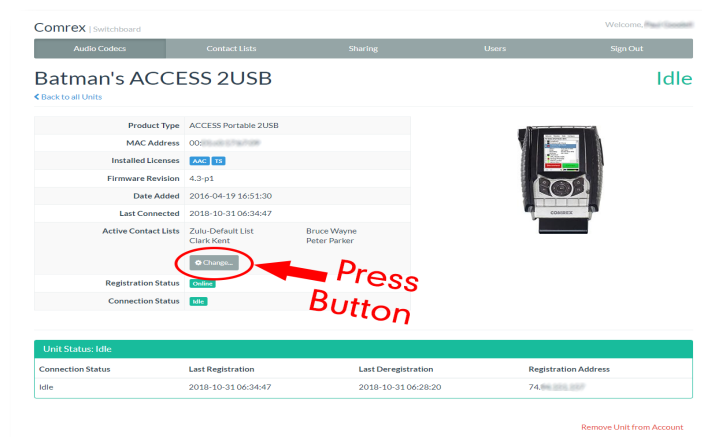 Comrex | Switchboard
Welcome,
Audio Codecs Contact Lists Sharing Users Sign Out
Batman's ACCESS 2USB
Idle
Back to all Units
Product Type ACCESS Portable 2USB
MAC Address 00:
Installed Licenses AAC TS
Firmware Revision 4.3-p1
Date Added 2016-04-19 16:51:30
Last Connected 2018-10-31 06:34:47
Active Contact Lists Zulu-Default List Bruce Wayne
Clark Kent Peter Parker
Change...
Press
Button
Registration Status Online
Connection Status Idle
COMREX
Unit Status: Idle
Connection Status Last Registration Last Deregistration Registration Address
Idle 2018-10-31 06:34:47 2018-10-31 06:28:20 74.
Remove Unit from Account